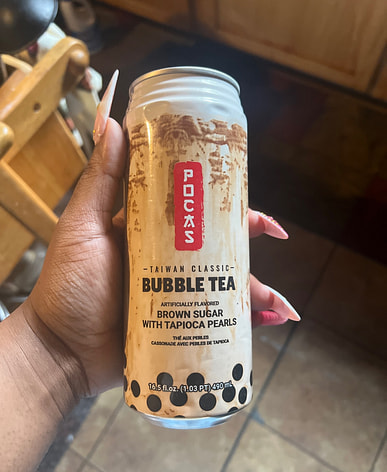 POCAS
–TAIWAN CLASSIC–
BUBBLE TEA
ARTIFICIALLY FLAVORED
BROWN SUGAR
WITH TAPIOCA PEARLS
THÉ AUX PERLES
CASSONADE AVEC PERLES DE TAPIOCA
16.5 fl.oz. (1.03 PT) 490 mL